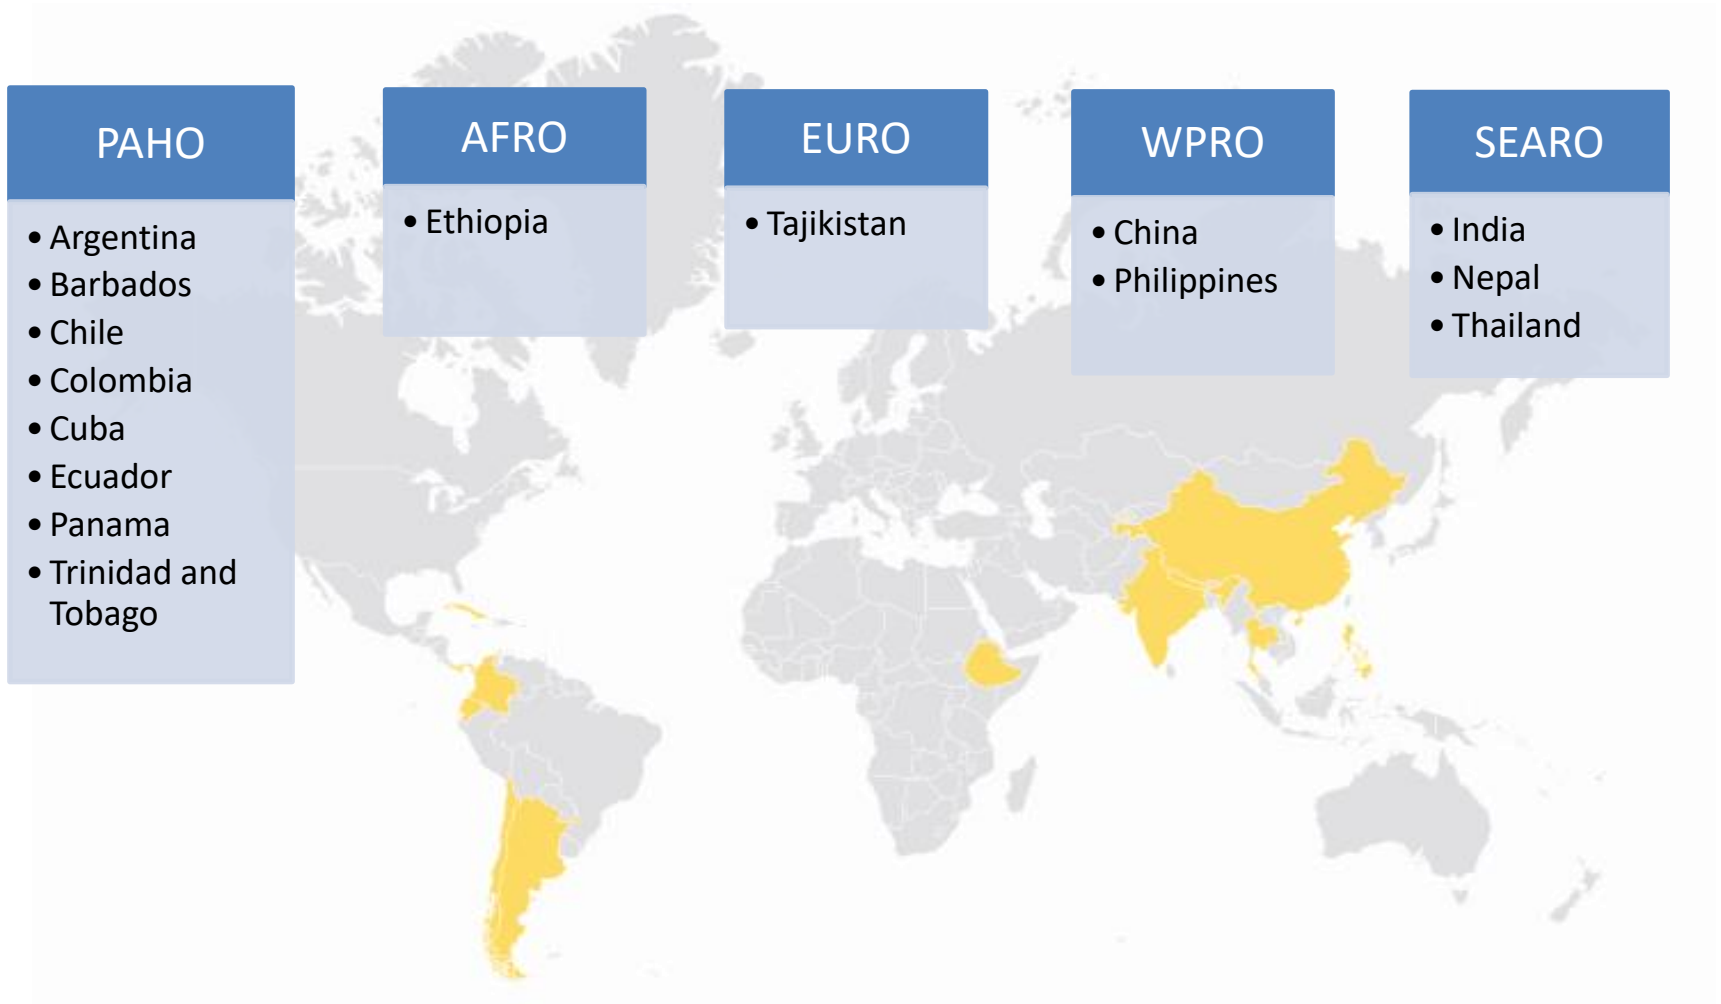 PAHO
• Argentina
• Barbados
• Chile
• Colombia
• Cuba
• Ecuador
• Panama
• Trinidad and
Tobago
AFRO
• Ethiopia
EURO
• Tajikistan
WPRO
• China
• Philippines
SEARO
• India
• Nepal
• Thailand